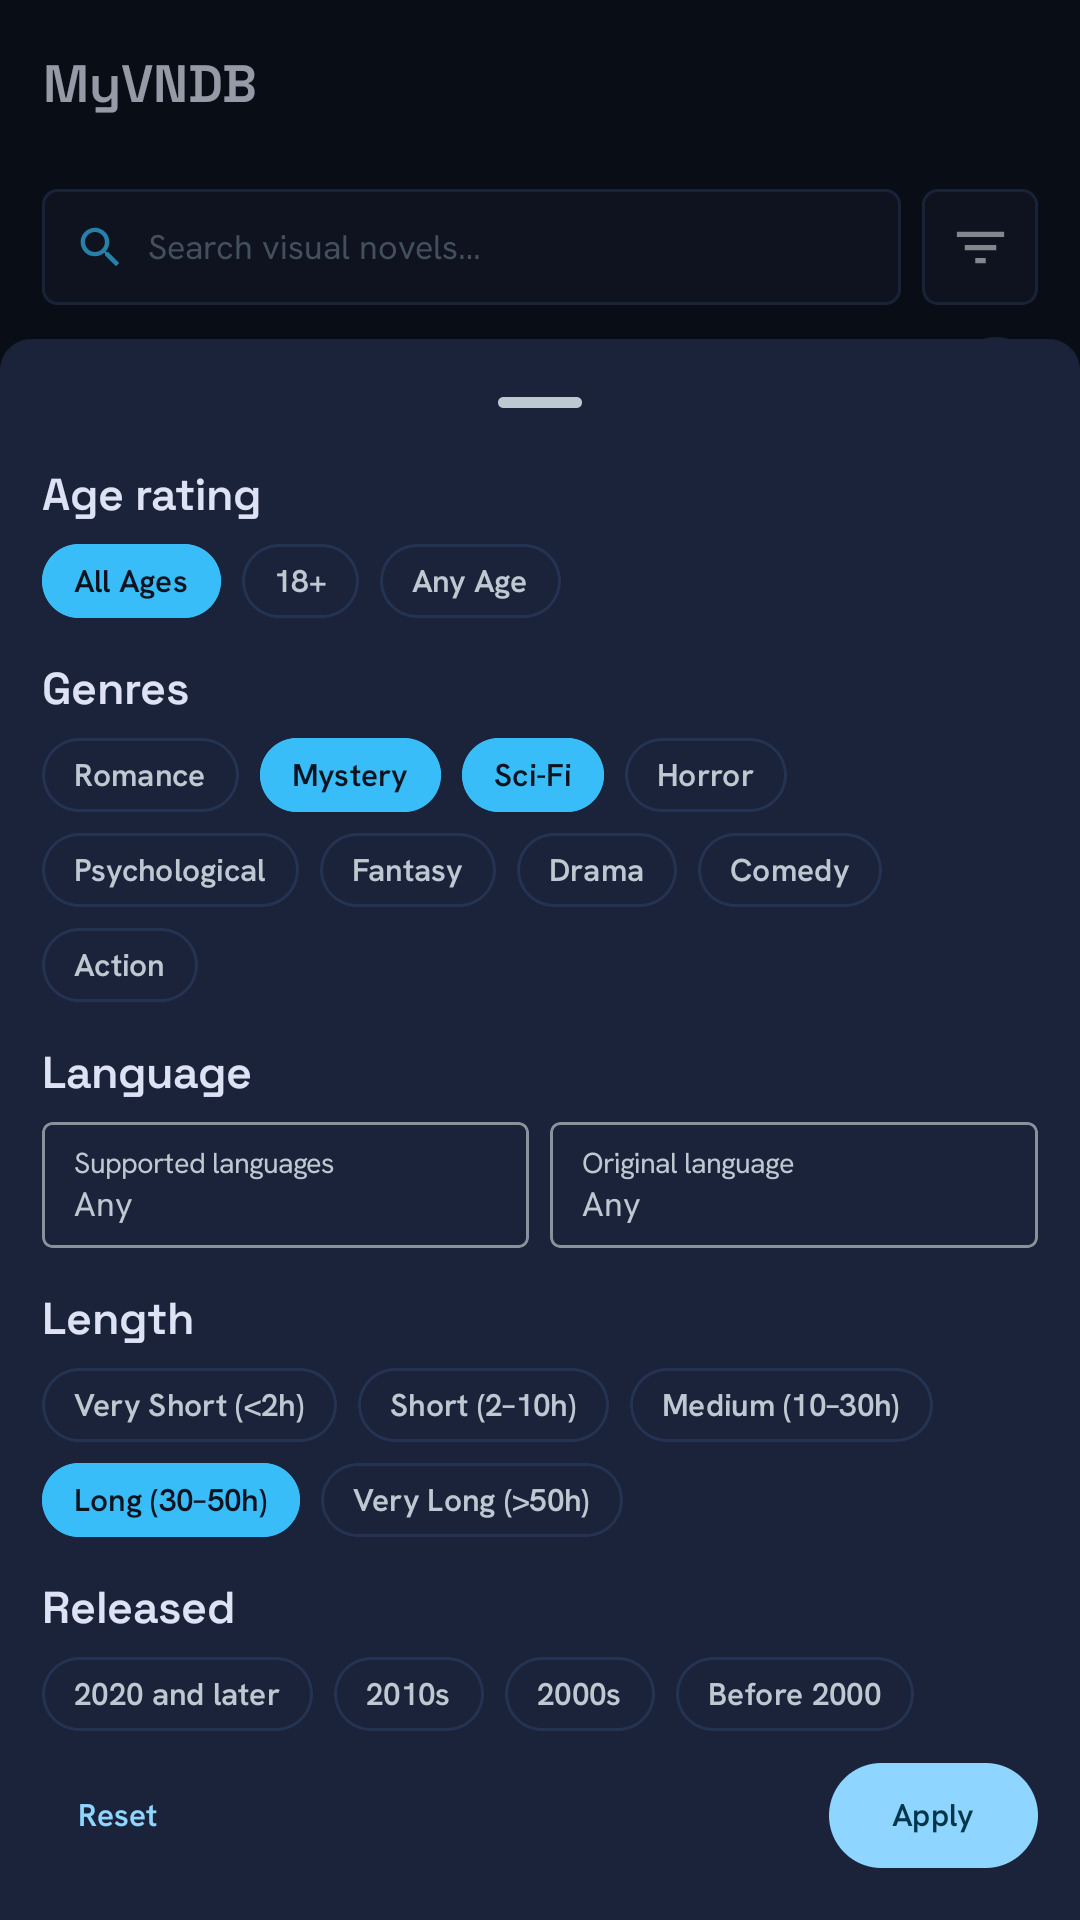 MyVNDB
Search visual novels...
Age rating
All Ages 18+ Any Age
Genres
Romance Mystery Sci-Fi Horror
Psychological Fantasy Drama Comedy
Action
Language
Supported languages Original language
Any Any
Length
Very Short (<2h) Short (2–10h) Medium (10–30h)
Long (30–50h) Very Long (>50h)
Released
2020 and later 2010s 2000s Before 2000
Reset Apply